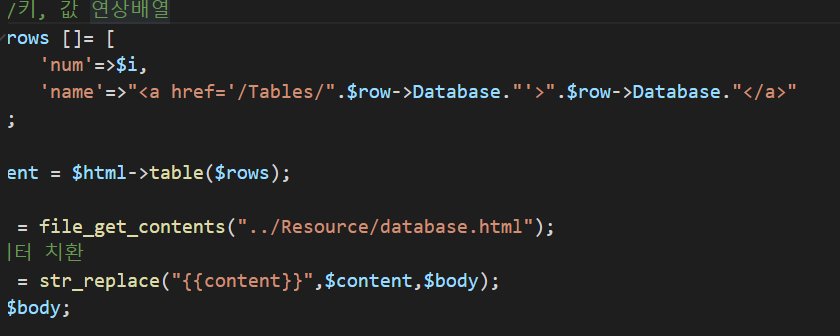 /키, 값 연상배열
rows []= [
'num'=>$i,
'name'=>"<a href='/Tables/".$row->Database."'>".$row->Database."</a>"
;
ent = $html->table($rows);
= file_get_contents("../Resource/database.html");
터 치환
= str_replace("{{content}}",$content,$body);
$body;